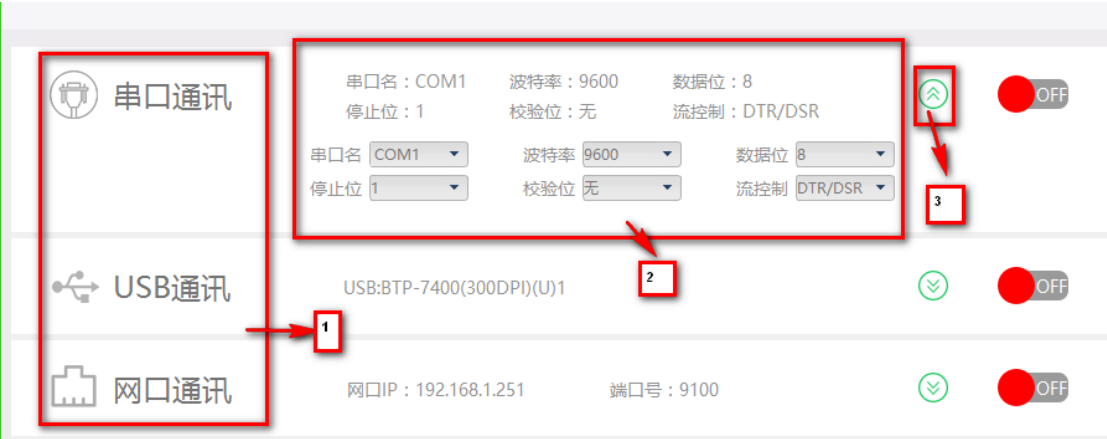 串口通讯
串口名：COM1 波特率：9600 数据位：8
停止位：1 校验位：无 流控制：DTR/DSR
OFF
串口名 COM1 波特率 9600 数据位 8
停止位 1 校验位 无 流控制 DTR/DSR
3
2
USB通讯 USB:BTP-7400(300DPI)(U)1 OFF
1
网口通讯 网口IP：192.168.1.251 端口号：9100 OFF